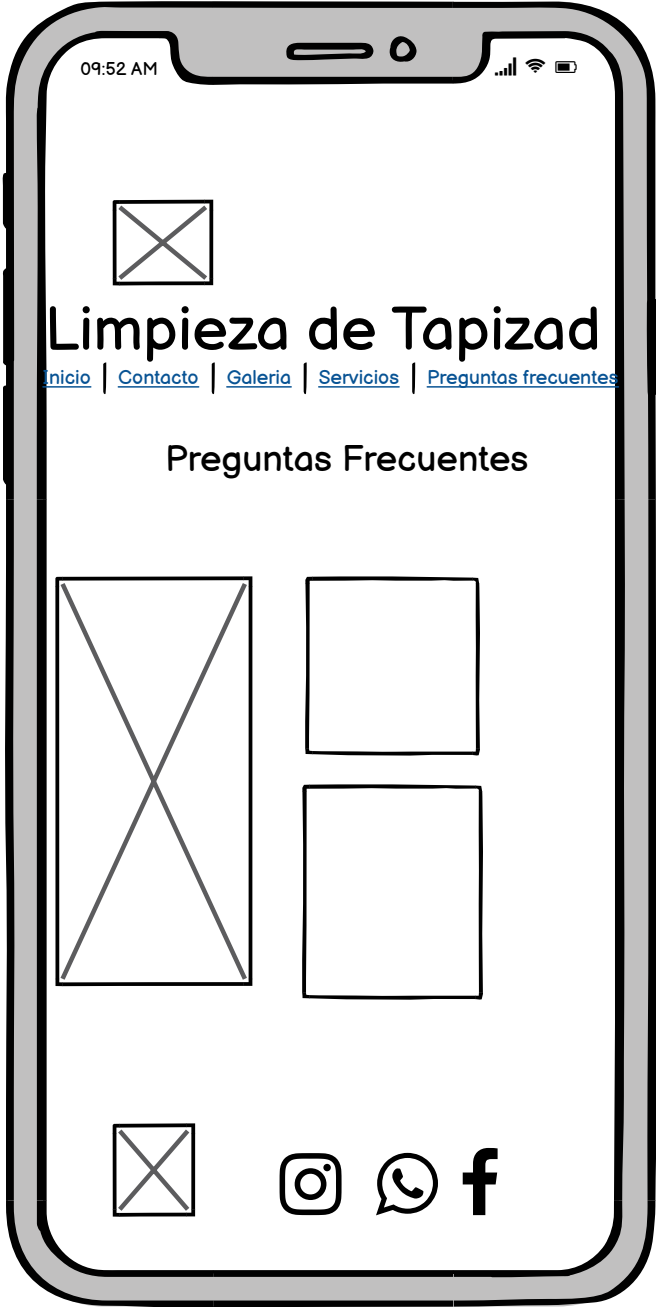 09:52 AM
Limpieza de Tapizad
Inicio | Contacto | Galeria | Servicios | Preguntas frecuentes
Preguntas Frecuentes